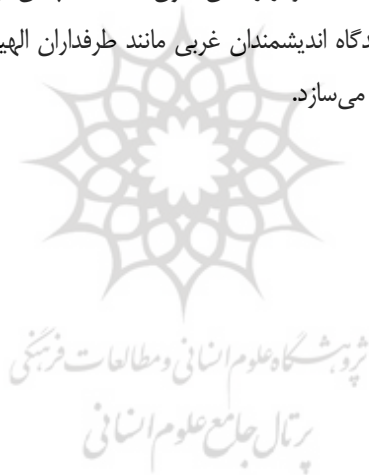 دگاه اندیشمندان غربی مانند طرفداران الهی
می‌سازد.
پژوهشگاه علوم انسانی و مطالعات فرهنگی
پرتال جامع علوم انسانی